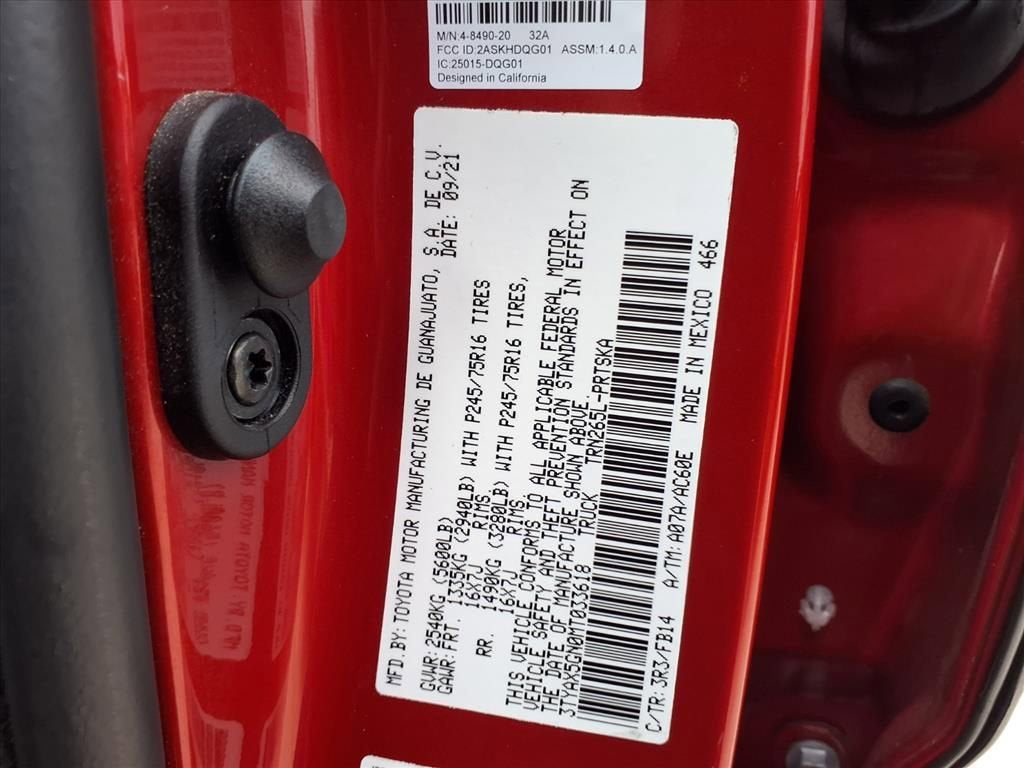 M/N:4-8490-20 32A
FCC ID:2ASKHDQG01 ASSM:1.4.0.A
IC:25015-DQG01
Designed in California
MFD.BY:TOYOTA MOTOR MANUFACTURING DE GUANAJUATO, S.A. DE C.V.
DATE: 09/21
GVWR:2540KG (5600LB)
GAWR:FRT. 1335KG (2940LB) WITH P245/75R16 TIRES
16X7J RIMS,
RR. 1490KG (3280LB) WITH P245/75R16 TIRES,
16X7J RIMS.
THIS VEHICLE CONFORMS TO ALL APPLICABLE FEDERAL MOTOR
VEHICLE SAFETY AND THEFT PREVENTION STANDARDS IN EFFECT ON
THE DATE OF MANUFACTURE SHOWN ABOVE.
3TYAX5GN0MT033618 TRUCK TRN265L-PRTSKA
C/TR:3R3/FB14 A/TM:A07A/AC60E MADE IN MEXICO 466